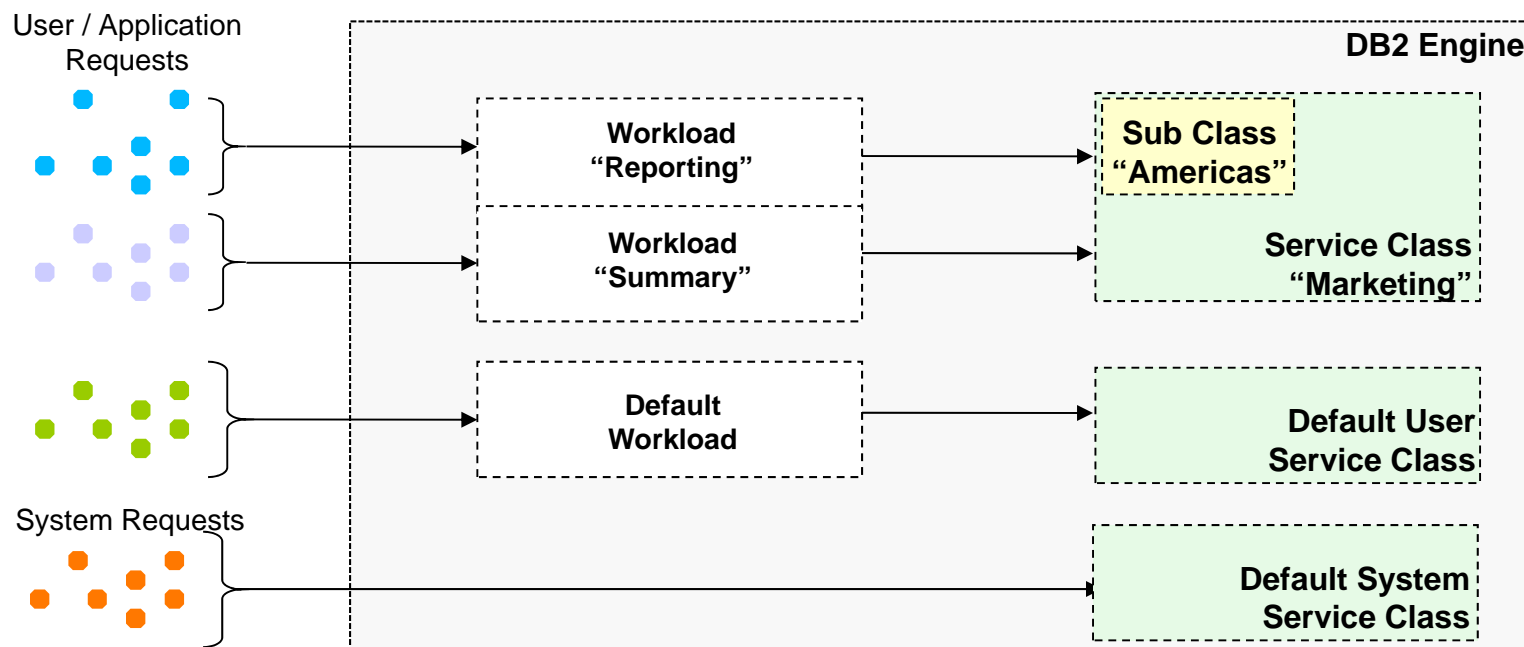 User / Application
Requests
DB2 Engine
Workload
“Reporting”
Sub Class
“Americas”
Workload
“Summary”
Service Class
“Marketing”
Default
Workload
Default User
Service Class
System Requests
Default System
Service Class